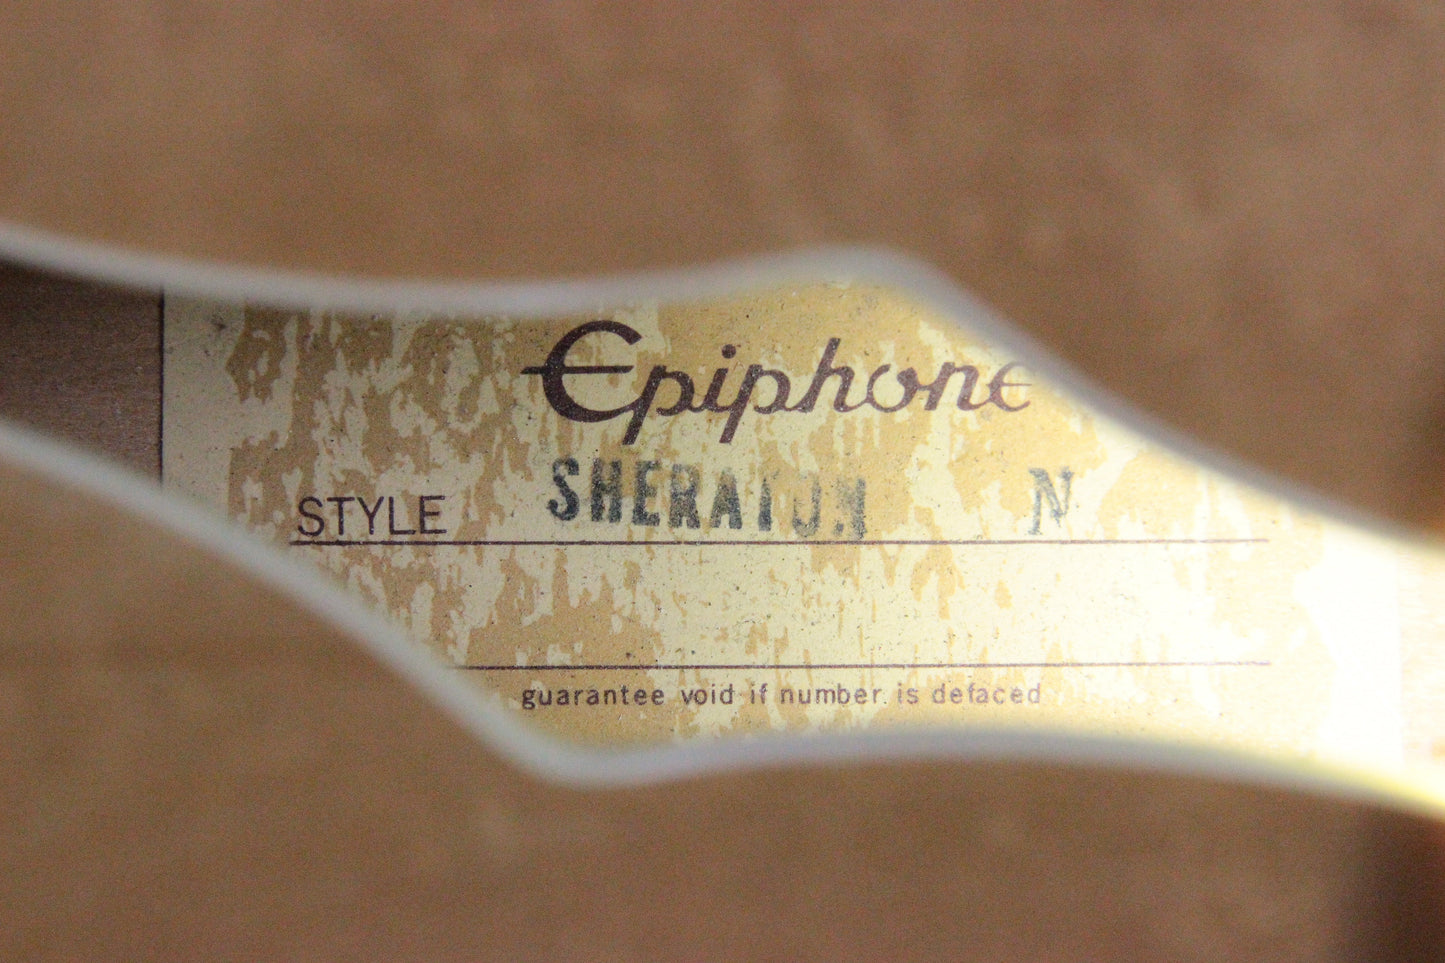 Epiphone
STYLE SHERATON N
guarantee void if number is defaced